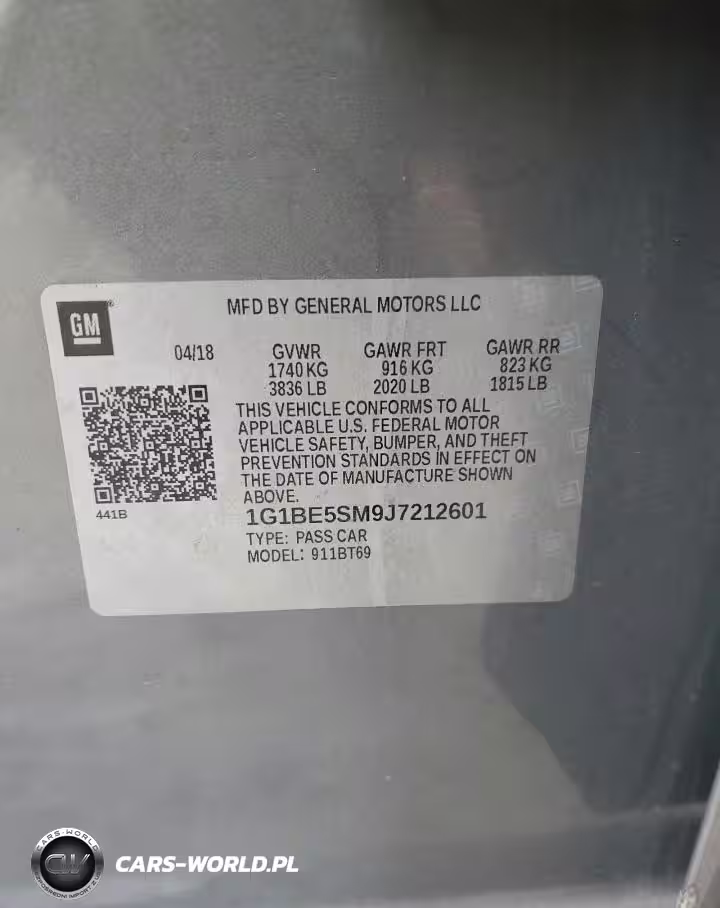 GM
MFD BY GENERAL MOTORS LLC
04/18 GVWR GAWR FRT GAWR RR
1740 KG 916 KG 823 KG
3836 LB 2020 LB 1815 LB
THIS VEHICLE CONFORMS TO ALL
APPLICABLE U.S. FEDERAL MOTOR
VEHICLE SAFETY, BUMPER, AND THEFT
PREVENTION STANDARDS IN EFFECT ON
THE DATE OF MANUFACTURE SHOWN
ABOVE.
441B
1G1BE5SM9J7212601
TYPE: PASS CAR
MODEL: 911BT69
CARS-WORLD
CARS-WORLD.PL